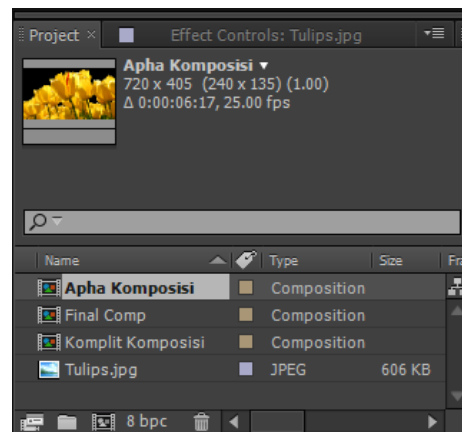 Project × Effect Controls: Tulips.jpg
Apha Komposisi
720 x 405 (240 x 135) (1.00)
Δ 0:00:06:17, 25.00 fps
Name Type Size
Apha Komposisi Composition
Final Comp Composition
Komplit Komposisi Composition
Tulips.jpg JPEG 606 KB
8 bpc